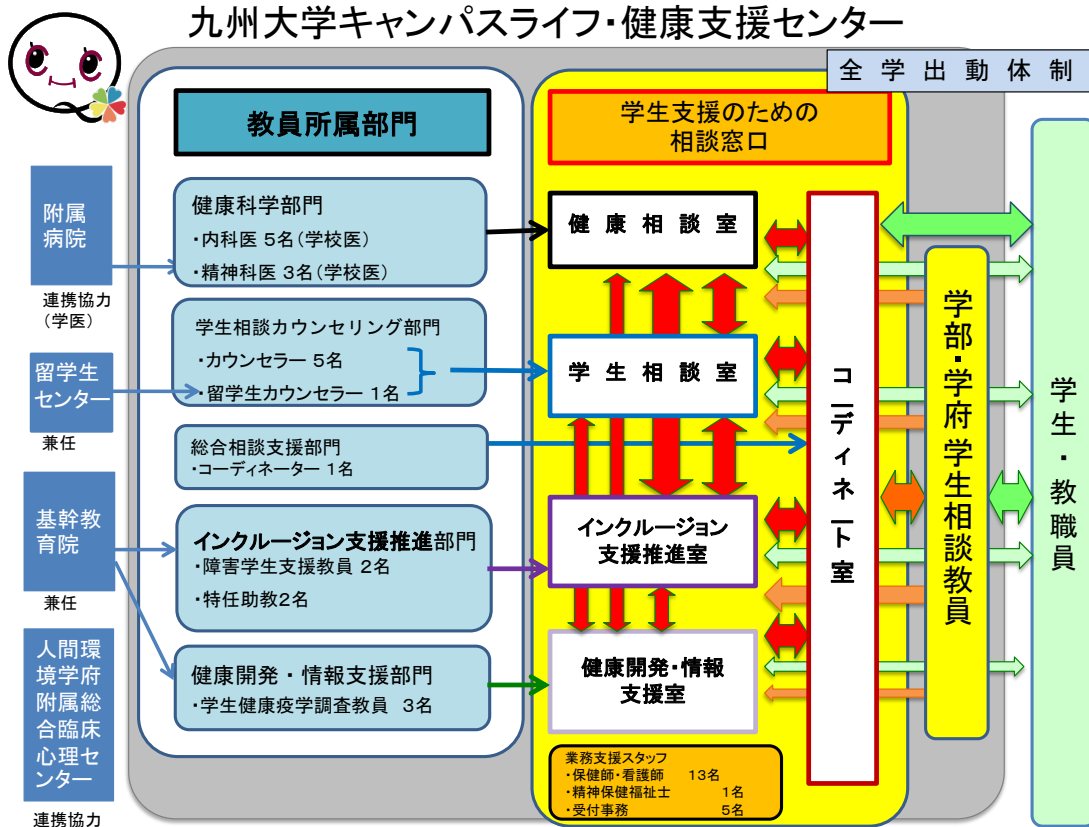 九州大学キャンパスライフ・健康支援センター
全学出動体制
教員所属部門
学生支援のための
相談窓口
附属
病院
連携協力
(学医)
留学生
センター
兼任
基幹教
育院
兼任
人間環
境学府
附属総
合臨床
心理セ
ンター
連携協力
健康科学部門
・内科医 5名(学校医)
・精神科医 3名(学校医)
学生相談カウンセリング部門
・カウンセラー 5名
・留学生カウンセラー 1名
総合相談支援部門
・コーディネーター 1名
インクルージョン支援推進部門
・障害学生支援教員 2名
・特任助教2名
健康開発・情報支援部門
・学生健康疫学調査教員 3名
健康相談室
学生相談室
インクルージョン
支援推進室
健康開発・情報
支援室
業務支援スタッフ
・保健師・看護師 13名
・精神保健福祉士 1名
・受付事務 5名
コーディネート室
学部・学府 学生相談教員
学生・教職員